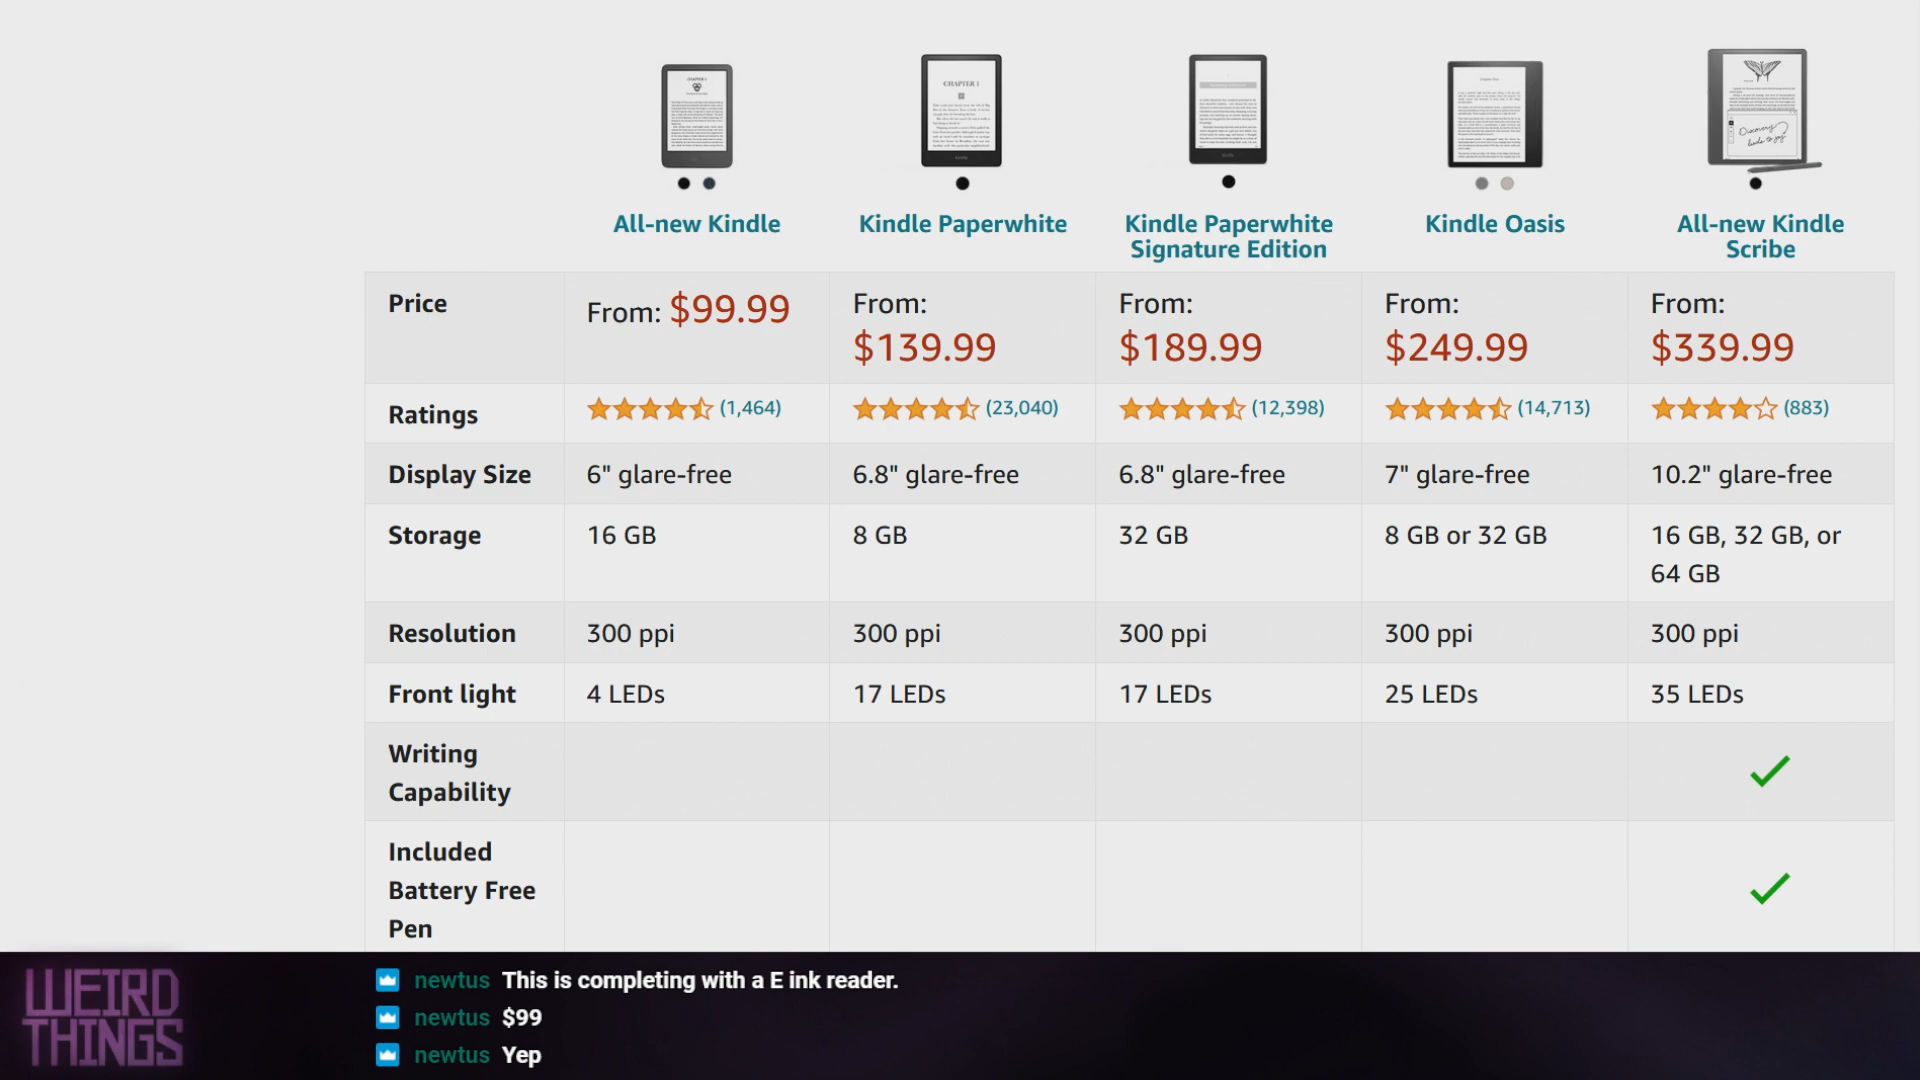 CHAPTER 1
All-new Kindle
Kindle Paperwhite
Kindle Paperwhite
Signature Edition
Kindle Oasis
All-new Kindle
Scribe
Price
From: $99.99
From:
$139.99
From:
$189.99
From:
$249.99
From:
$339.99
Ratings
(1,464)
(23,040)
(12,398)
(14,713)
(883)
Display Size
6" glare-free
6.8" glare-free
6.8" glare-free
7" glare-free
10.2" glare-free
Storage
16 GB
8 GB
32 GB
8 GB or 32 GB
16 GB, 32 GB, or
64 GB
Resolution
300 ppi
300 ppi
300 ppi
300 ppi
300 ppi
Front light
4 LEDs
17 LEDs
17 LEDs
25 LEDs
35 LEDs
Writing
Capability
Included
Battery Free
Pen
WEIRD
THINGS
newtus This is completing with a E ink reader.
newtus $99
newtus Yep